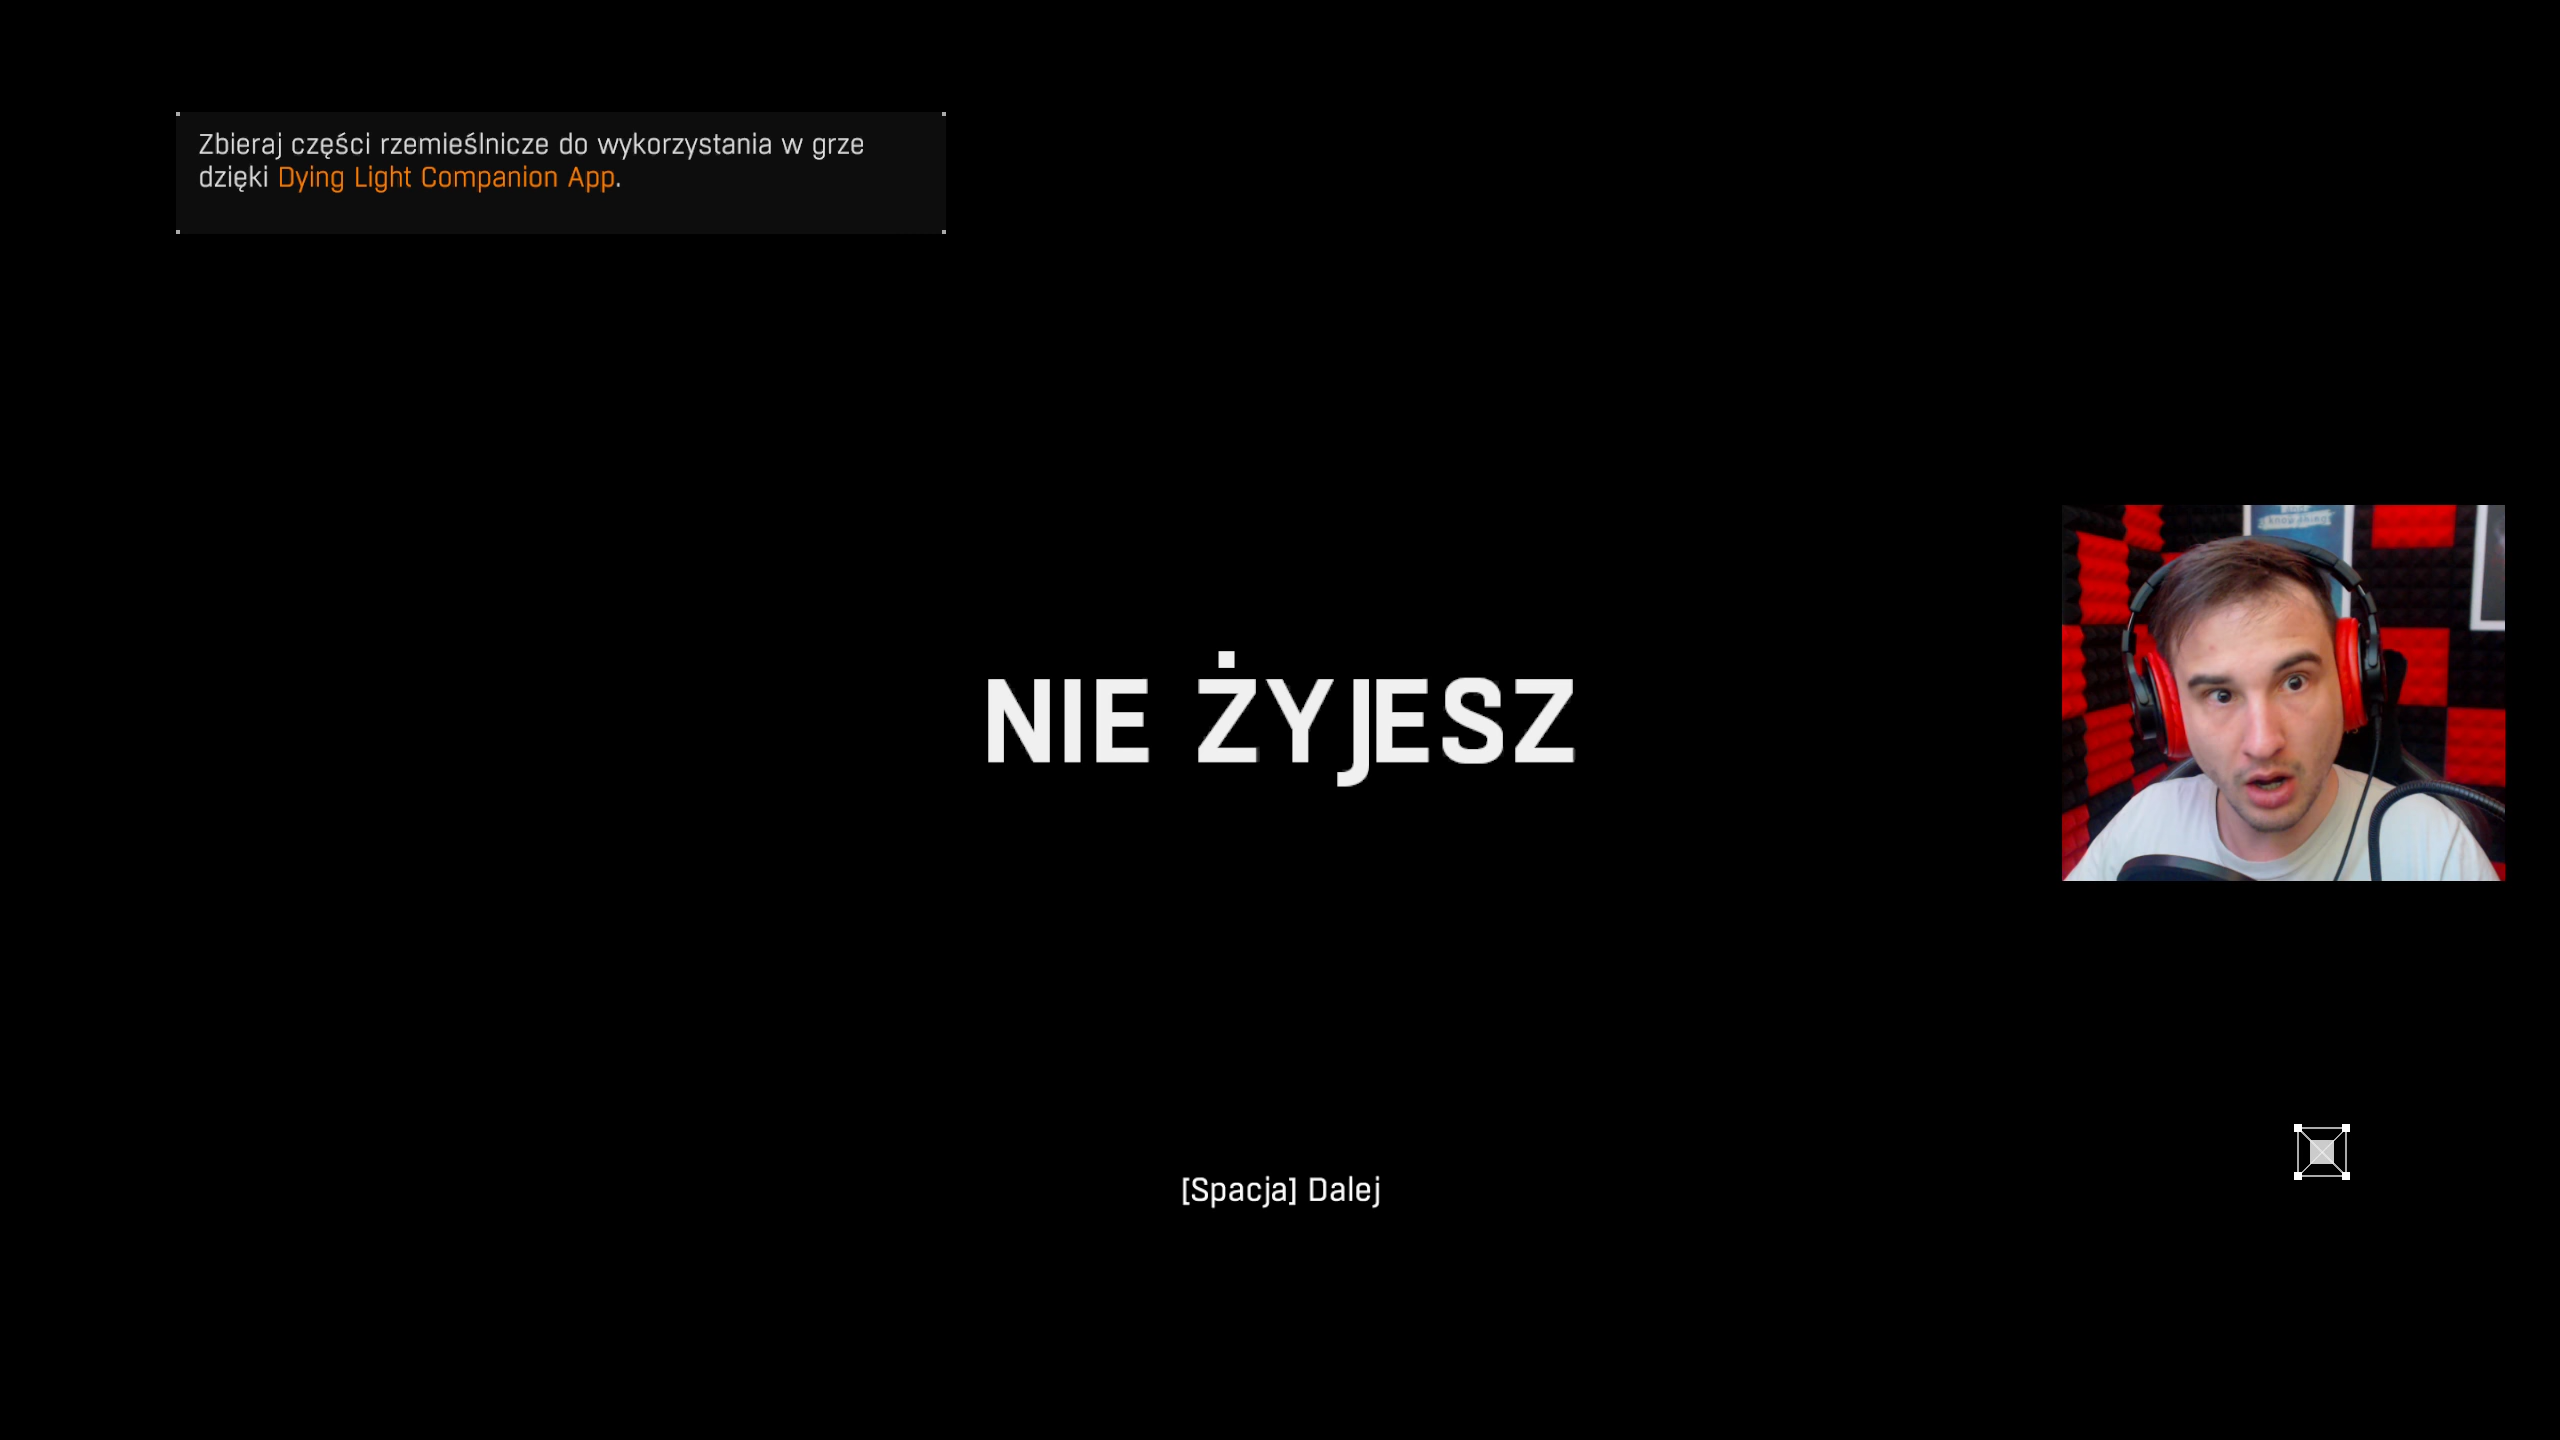 Zbieraj części rzemieślnicze do wykorzystania w grze
dzięki Dying Light Companion App.
NIE ŻYJESZ
[Spacja] Dalej